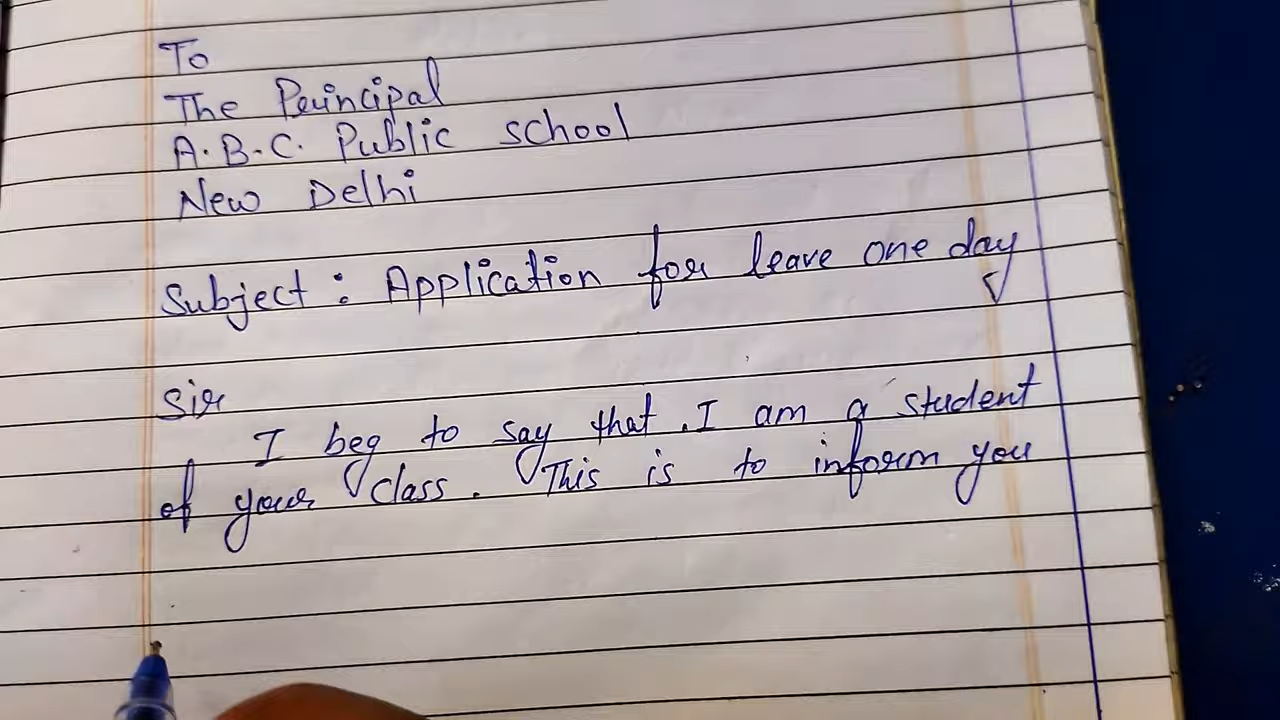 To
The Principal
A.B.C. Public school
New Delhi
Subject : Application for leave one day
Sir
I beg to say that . I am a student
of your class . This is to inform you